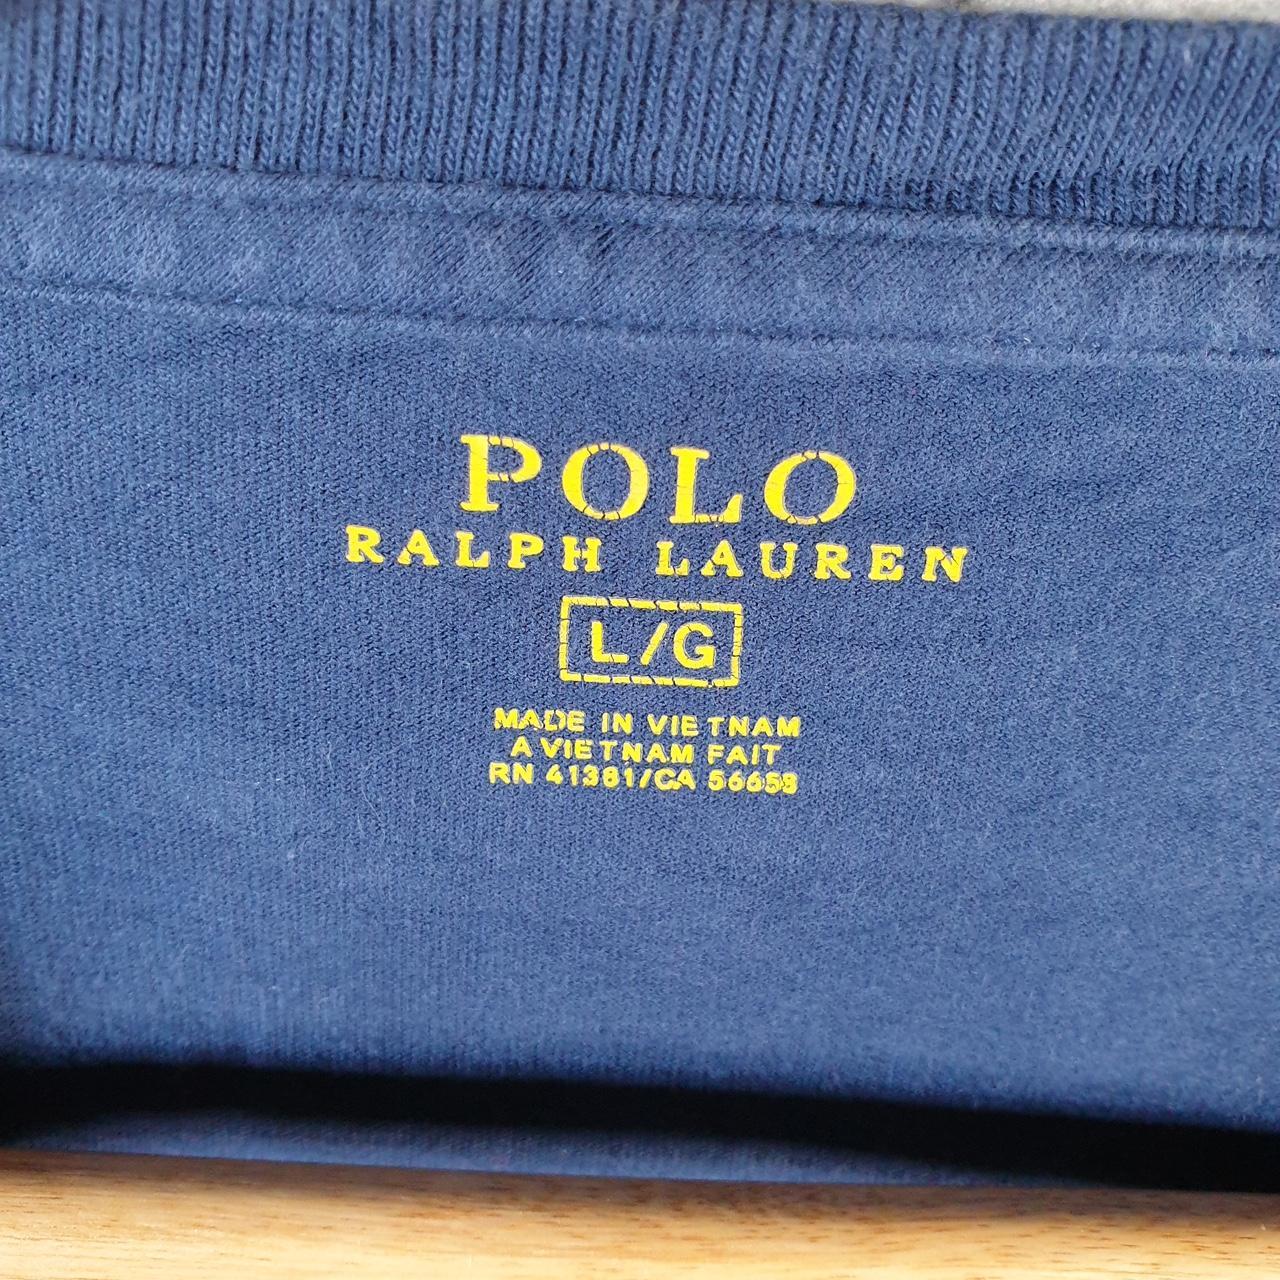 POLO
RALPH LAUREN
L/G
MADE IN VIETNAM
A VIETNAM FAIT
RN 41381/CA 56658